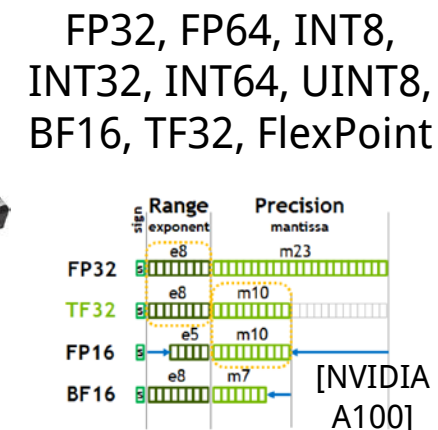 FP32, FP64, INT8,
INT32, INT64, UINT8,
BF16, TF32, FlexPoint
sign
Range
Precision
exponent
mantissa
e8
m23
FP32
s
e8
m10
TF32
s
e5
m10
FP16
s
e8
m7
BF16
s
[NVIDIA
A100]